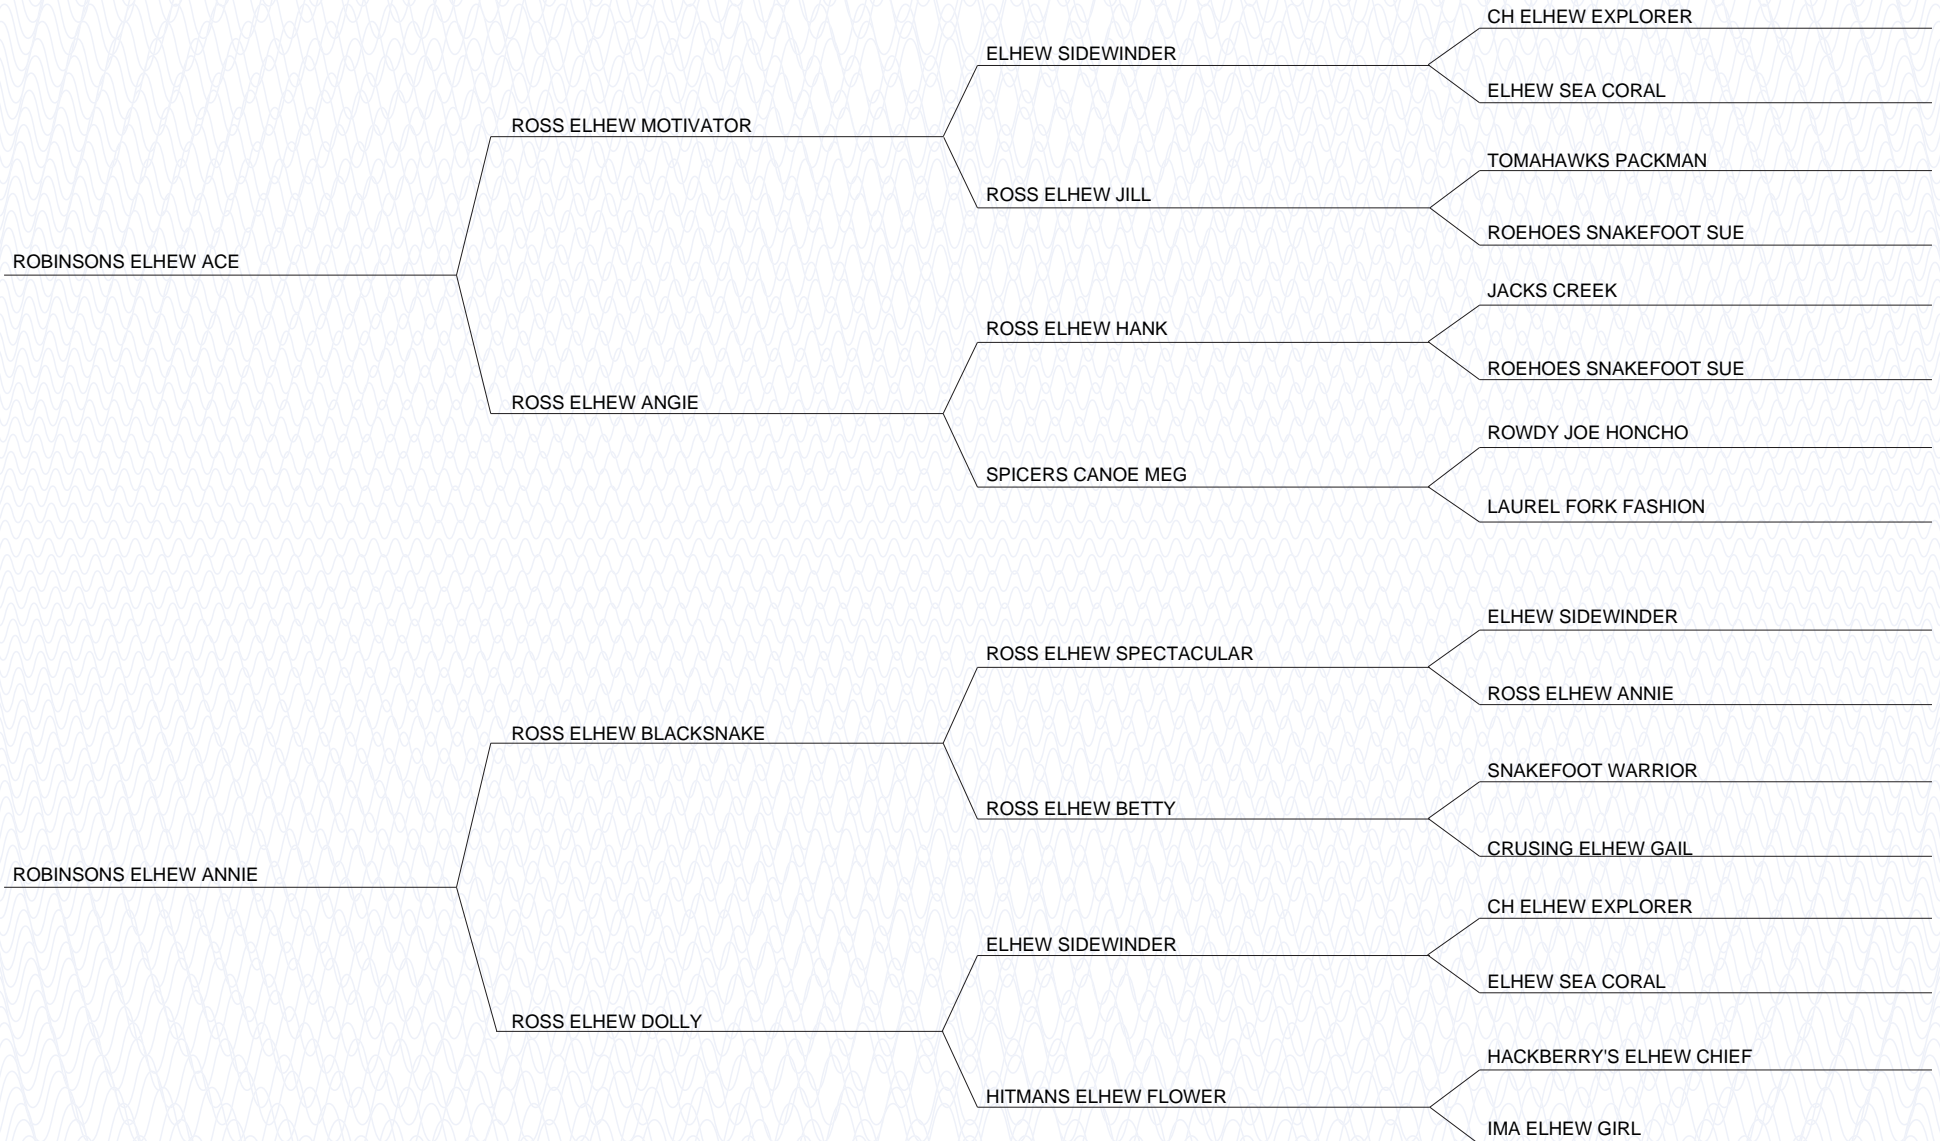 CH ELHEW EXPLORER
ELHEW SIDEWINDER
ELHEW SEA CORAL
ROSS ELHEW MOTIVATOR
TOMAHAWKS PACKMAN
ROSS ELHEW JILL
ROEHOES SNAKEFOOT SUE
ROBINSONS ELHEW ACE
JACKS CREEK
ROSS ELHEW HANK
ROEHOES SNAKEFOOT SUE
ROSS ELHEW ANGIE
ROWDY JOE HONCHO
SPICERS CANOE MEG
LAUREL FORK FASHION
ELHEW SIDEWINDER
ROSS ELHEW SPECTACULAR
ROSS ELHEW ANNIE
ROSS ELHEW BLACKSNAKE
SNAKEFOOT WARRIOR
ROSS ELHEW BETTY
CRUSING ELHEW GAIL
ROBINSONS ELHEW ANNIE
CH ELHEW EXPLORER
ELHEW SIDEWINDER
ELHEW SEA CORAL
ROSS ELHEW DOLLY
HACKBERRY'S ELHEW CHIEF
HITMANS ELHEW FLOWER
IMA ELHEW GIRL